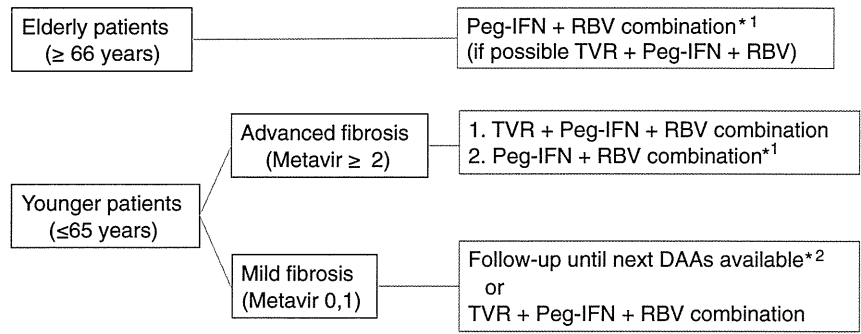 Elderly patients
(≥ 66 years)
Peg-IFN + RBV combination*1
(if possible TVR + Peg-IFN + RBV)
Younger patients
(≤65 years)
Advanced fibrosis
(Metavir ≥ 2)
1. TVR + Peg-IFN + RBV combination
2. Peg-IFN + RBV combination*1
Mild fibrosis
(Metavir 0,1)
Follow-up until next DAAs available*2
or
TVR + Peg-IFN + RBV combination